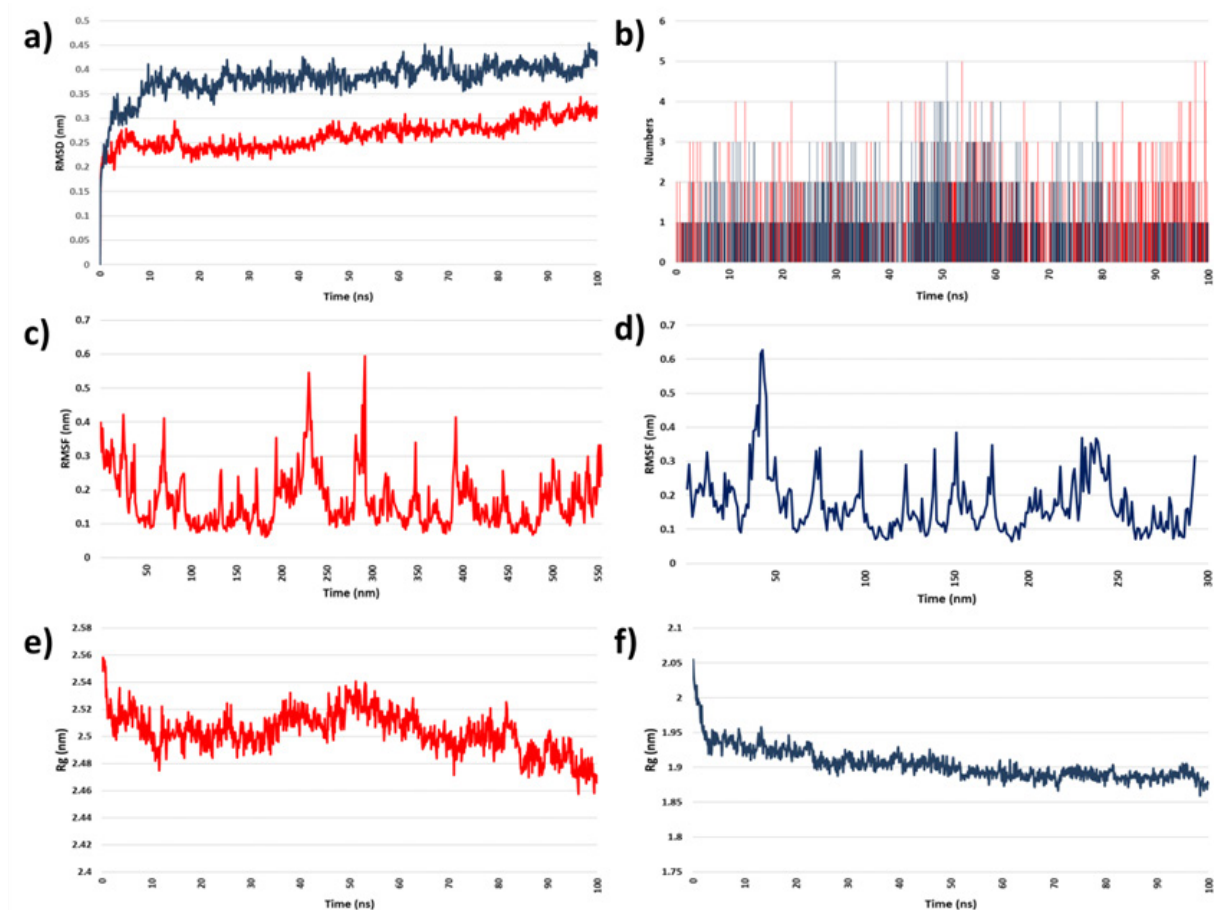 a)
0.5
0.45
0.4
0.35
0.3
0.25
0.2
0.15
0.1
0.05
0
RMSD (nm)
0 10 20 30 40 50 60 70 80 90 100
Time (ns)
b)
6
5
4
3
2
1
0
Numbers
0 10 20 30 40 50 60 70 80 90 100
Time (ns)
c)
0.7
0.6
0.5
0.4
0.3
0.2
0.1
0
RMSF (nm)
50 100 150 200 250 300 350 400 450 500 550
Time (nm)
d)
0.7
0.6
0.5
0.4
0.3
0.2
0.1
0
RMSF (nm)
50 100 150 200 250 300
Time (nm)
e)
2.58
2.56
2.54
2.52
2.5
2.48
2.46
2.44
2.42
2.4
Rg (nm)
0 10 20 30 40 50 60 70 80 90 100
Time (ns)
f)
2.1
2.05
2
1.95
1.9
1.85
1.8
1.75
Rg (nm)
0 10 20 30 40 50 60 70 80 90 100
Time (ns)